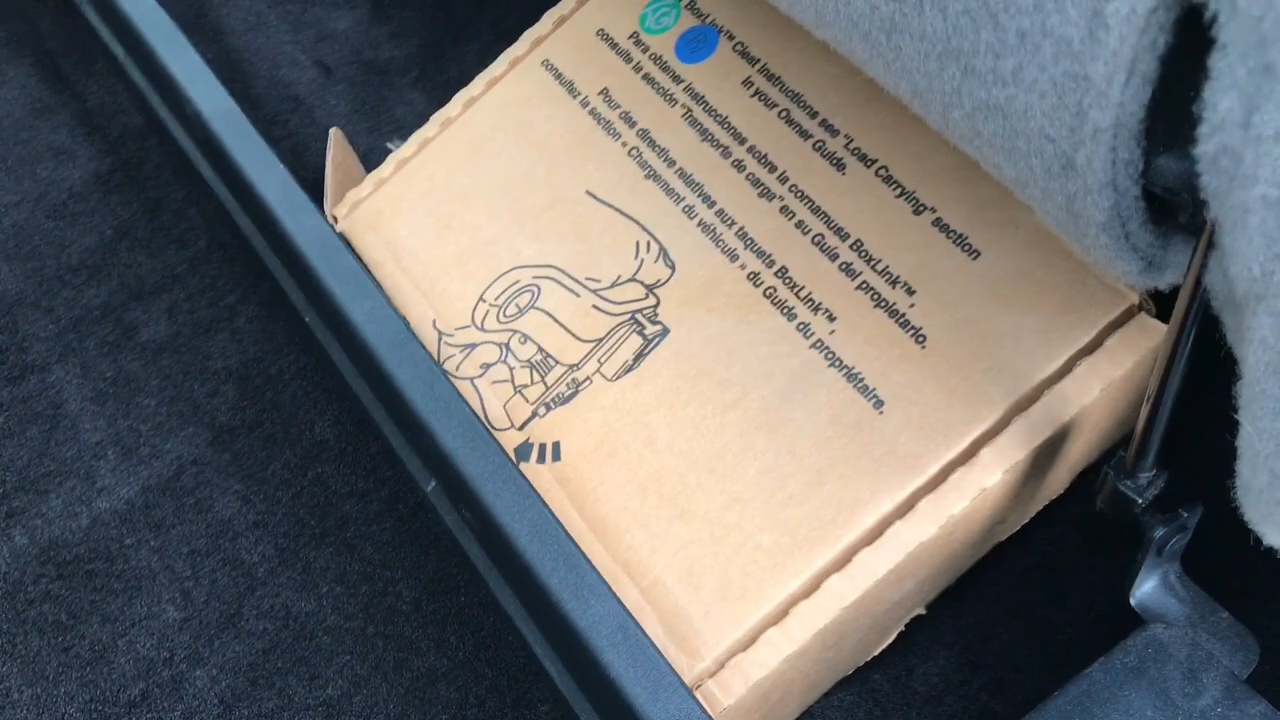 BoxLink™ Cleat Instructions see "Load Carrying" section
in your Owner Guide.
Para obtener instrucciones sobre la cornamusa BoxLink™,
consulte la sección "Transporte de carga" en su Guía del propietario.
Pour des directive relatives aux taquets BoxLink™,
consultez la section « Chargement du véhicule » du Guide du propriétaire.